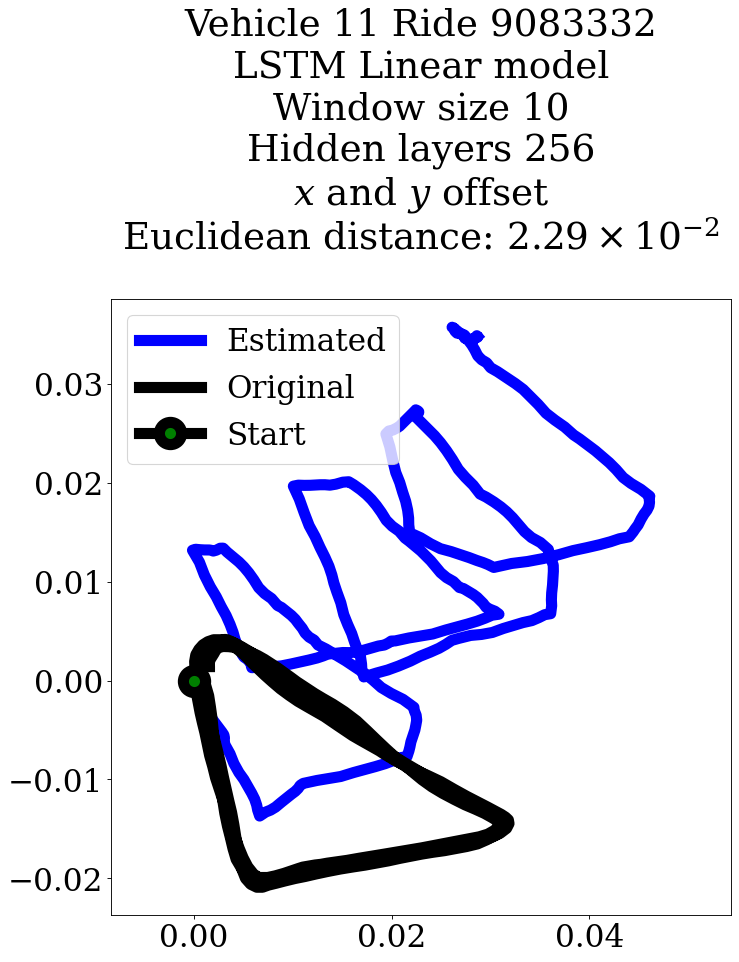 Vehicle 11 Ride 9083332
LSTM Linear model
Window size 10
Hidden layers 256
x and y offset
Euclidean distance: 2.29 × 10⁻²
Estimated
Original
Start
0.03
0.02
0.01
0.00
−0.01
−0.02
0.00 0.02 0.04